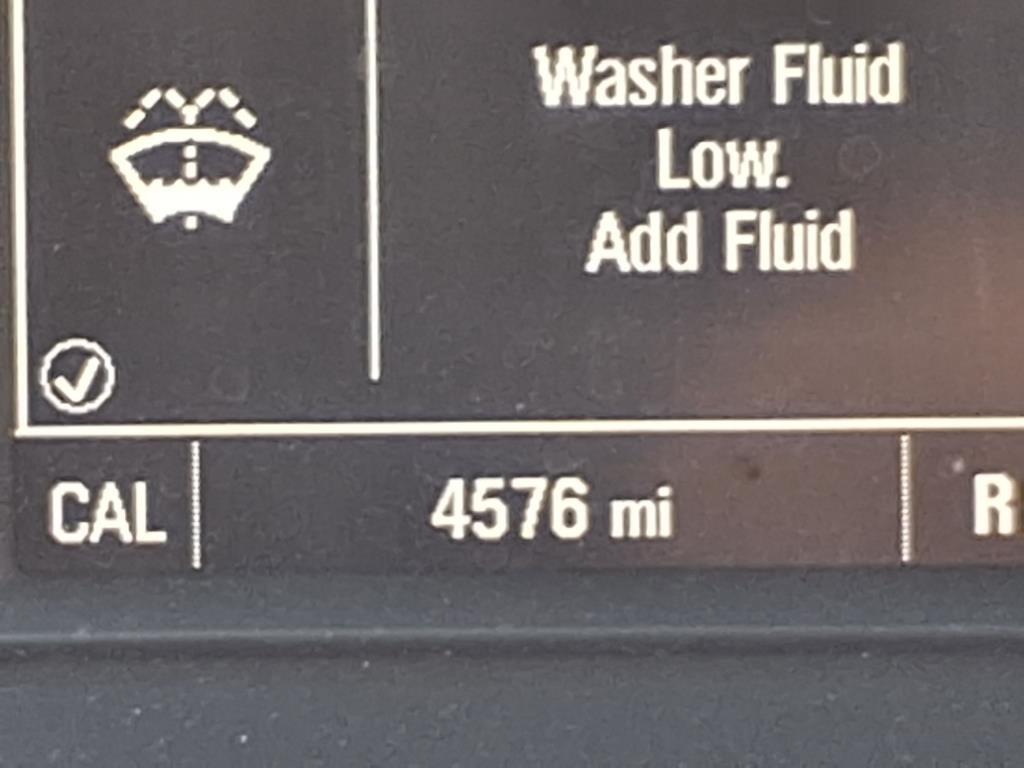 Washer Fluid
Low.
Add Fluid
CAL
4576 mi
R